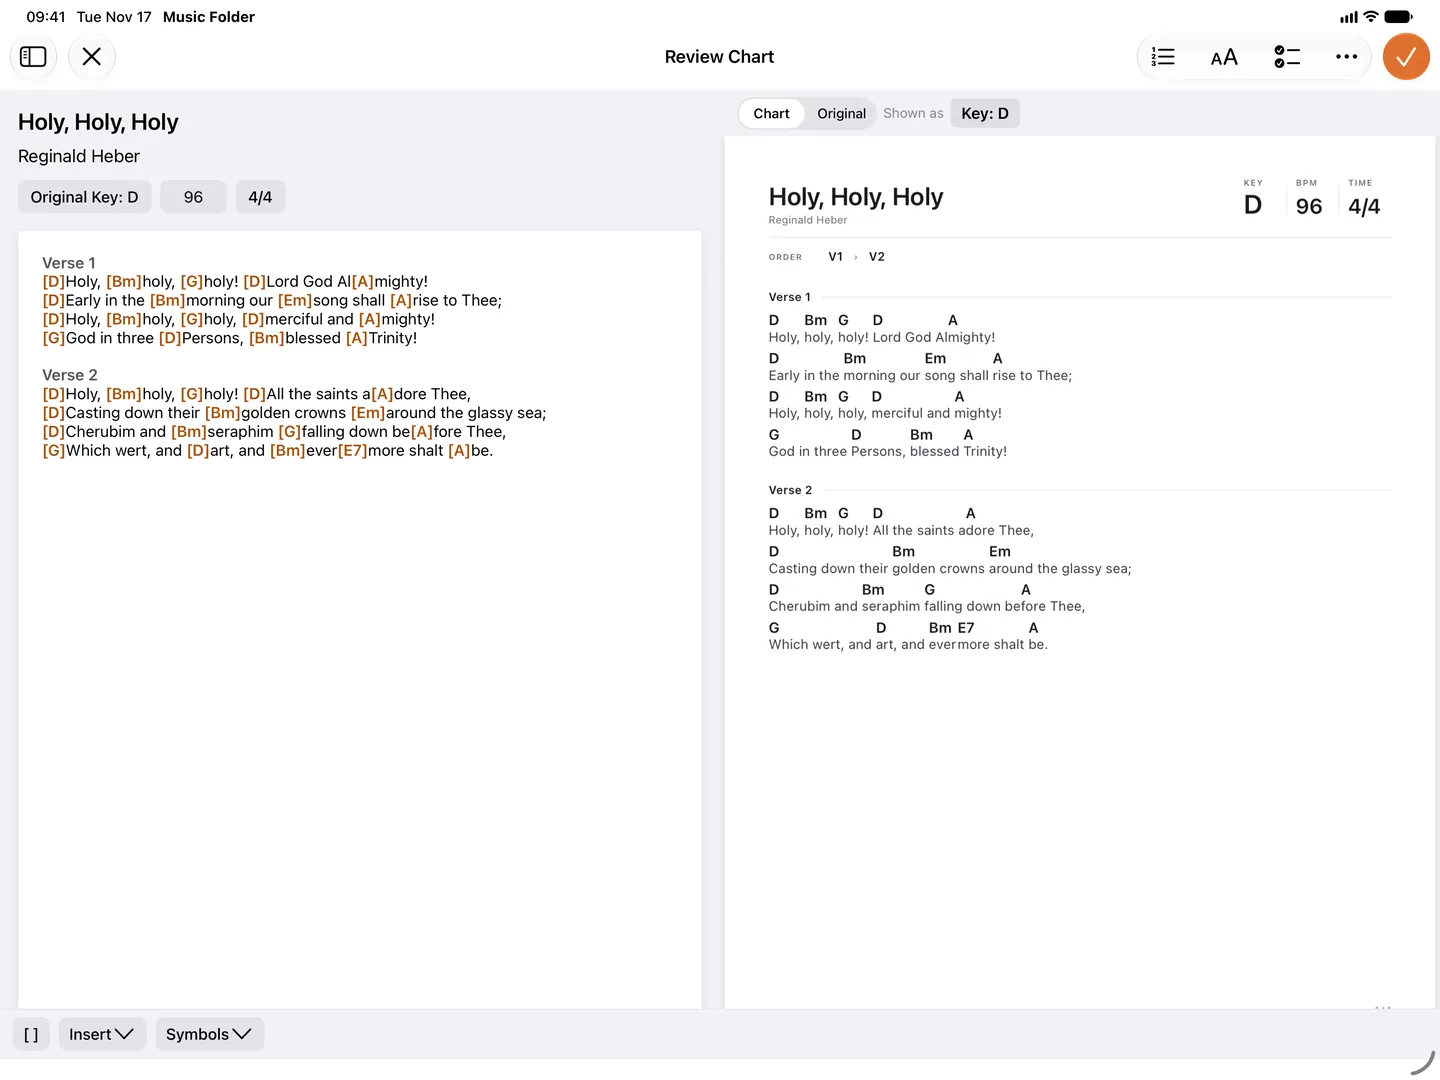 09:41 Tue Nov 17 Music Folder
Review Chart
AA
Holy, Holy, Holy
Reginald Heber
Original Key: D 96 4/4
Verse 1
[D]Holy, [Bm]holy, [G]holy! [D]Lord God Al[A]mighty!
[D]Early in the [Bm]morning our [Em]song shall [A]rise to Thee;
[D]Holy, [Bm]holy, [G]holy, [D]merciful and [A]mighty!
[G]God in three [D]Persons, [Bm]blessed [A]Trinity!
Verse 2
[D]Holy, [Bm]holy, [G]holy! [D]All the saints a[A]dore Thee,
[D]Casting down their [Bm]golden crowns [Em]around the glassy sea;
[D]Cherubim and [Bm]seraphim [G]falling down be[A]fore Thee,
[G]Which wert, and [D]art, and [Bm]ever[E7]more shalt [A]be.
[ ] Insert Symbols
Chart Original Shown as Key: D
Holy, Holy, Holy
Reginald Heber
KEY BPM TIME
D 96 4/4
ORDER V1 › V2
Verse 1
D Bm G D A
Holy, holy, holy! Lord God Almighty!
D Bm Em A
Early in the morning our song shall rise to Thee;
D Bm G D A
Holy, holy, holy, merciful and mighty!
G D Bm A
God in three Persons, blessed Trinity!
Verse 2
D Bm G D A
Holy, holy, holy! All the saints adore Thee,
D Bm Em
Casting down their golden crowns around the glassy sea;
D Bm G A
Cherubim and seraphim falling down before Thee,
G D Bm E7 A
Which wert, and art, and evermore shalt be.